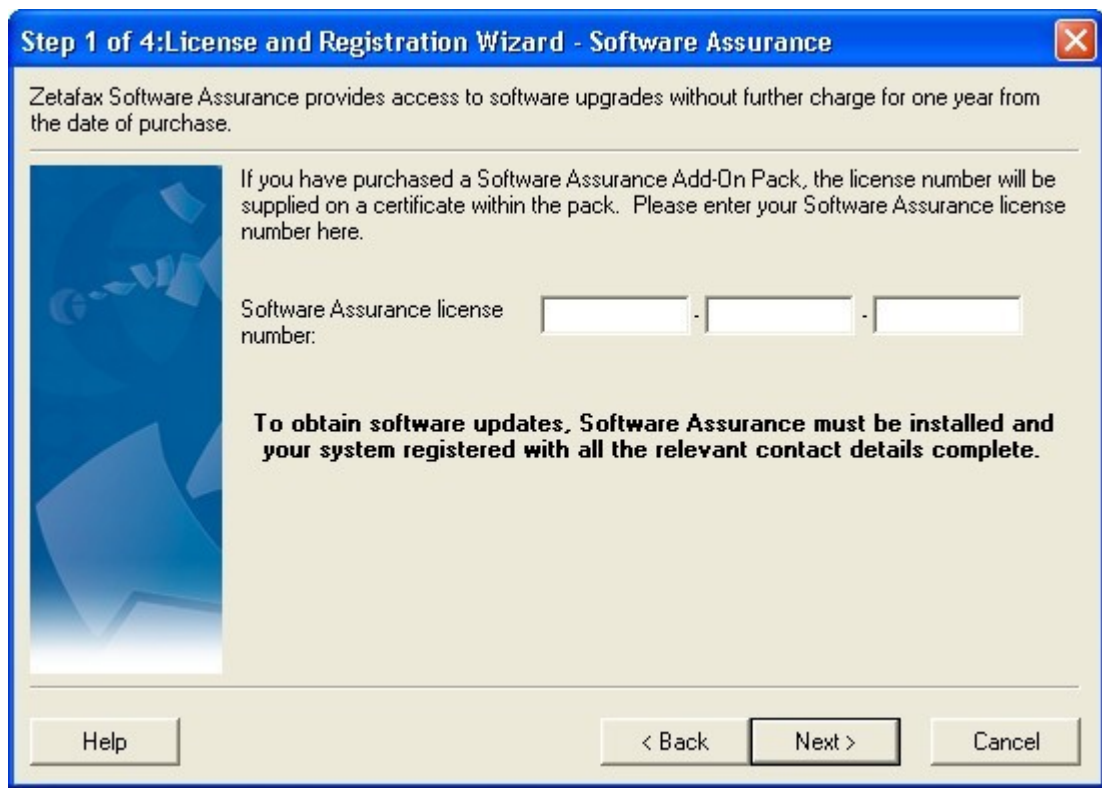 Step 1 of 4:License and Registration Wizard - Software Assurance
Zetafax Software Assurance provides access to software upgrades without further charge for one year from
the date of purchase.
If you have purchased a Software Assurance Add-On Pack, the license number will be
supplied on a certificate within the pack.  Please enter your Software Assurance license
number here.
Software Assurance license
number:
- -
To obtain software updates, Software Assurance must be installed and
your system registered with all the relevant contact details complete.
Help
< Back
Next >
Cancel